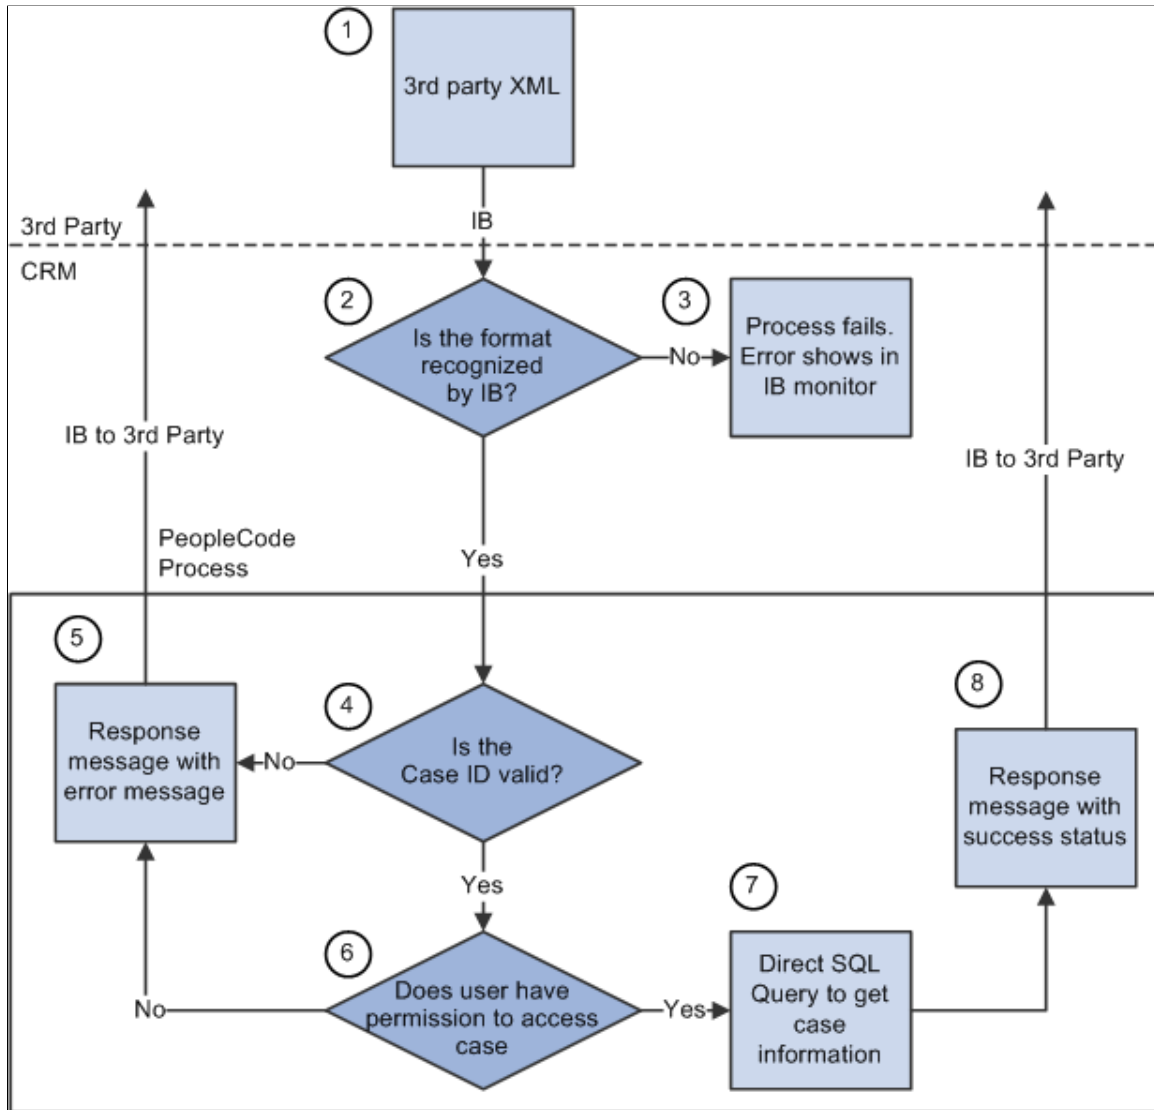 1
3rd party XML
IB
3rd Party
CRM
2
Is the format
recognized
by IB?
No
3
Process fails.
Error shows in
IB monitor
IB to 3rd Party
IB to 3rd Party
PeopleCode
Process
Yes
5
Response
message with
error message
No
4
Is the
Case ID valid?
8
Response
message with
success status
Yes
6
Does user have
permission to access
case
No
Yes
7
Direct SQL
Query to get
case
information